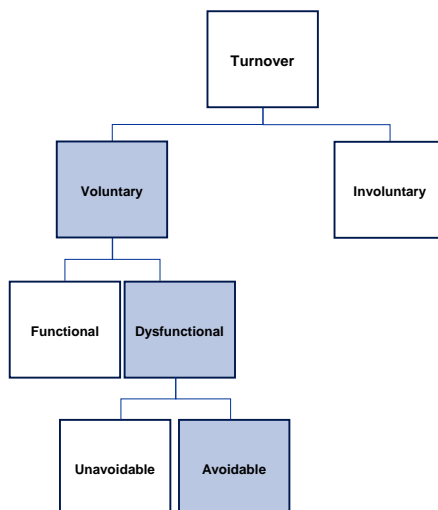 Turnover
Voluntary
Involuntary
Functional
Dysfunctional
Unavoidable
Avoidable